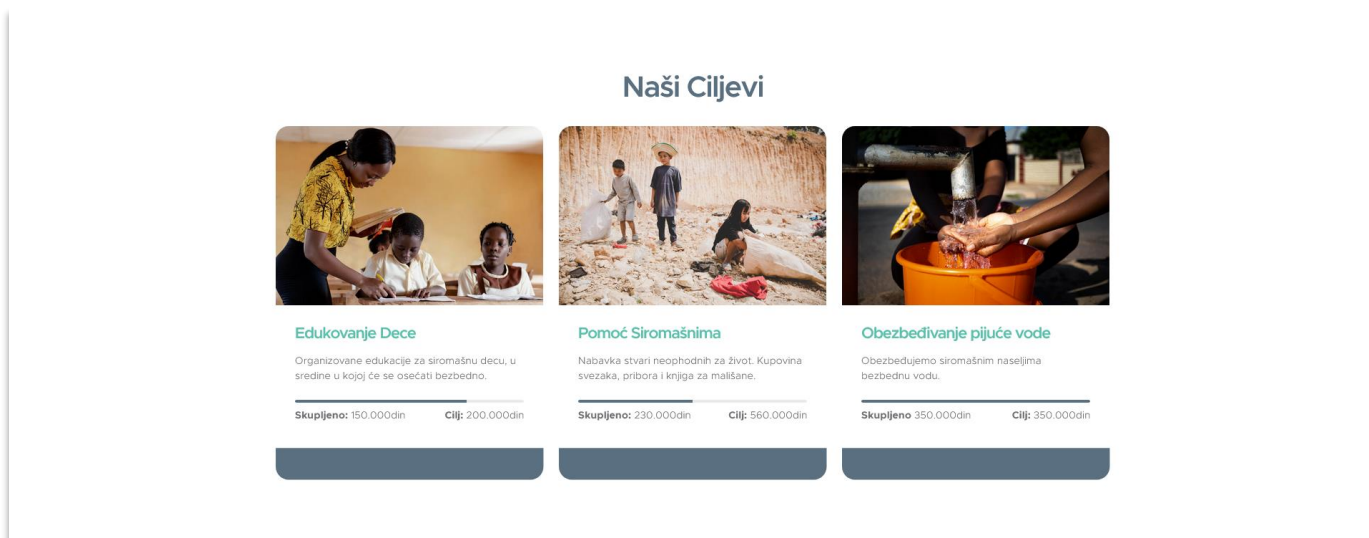 Naši Ciljevi
Edukovanje Dece
Organizovane edukacije za siromašnu decu, u
sredine u kojoj će se osećati bezbedno.
Skupljeno: 150.000din Cilj: 200.000din
Pomoć Siromašnima
Nabavka stvari neophodnih za život. Kupovina
svezaka, pribora i knjiga za mališane.
Skupljeno: 230.000din Cilj: 560.000din
Obezbeđivanje pijuće vode
Obezbeđujemo siromašnim naseljima
bezbednu vodu.
Skupljeno 350.000din Cilj: 350.000din